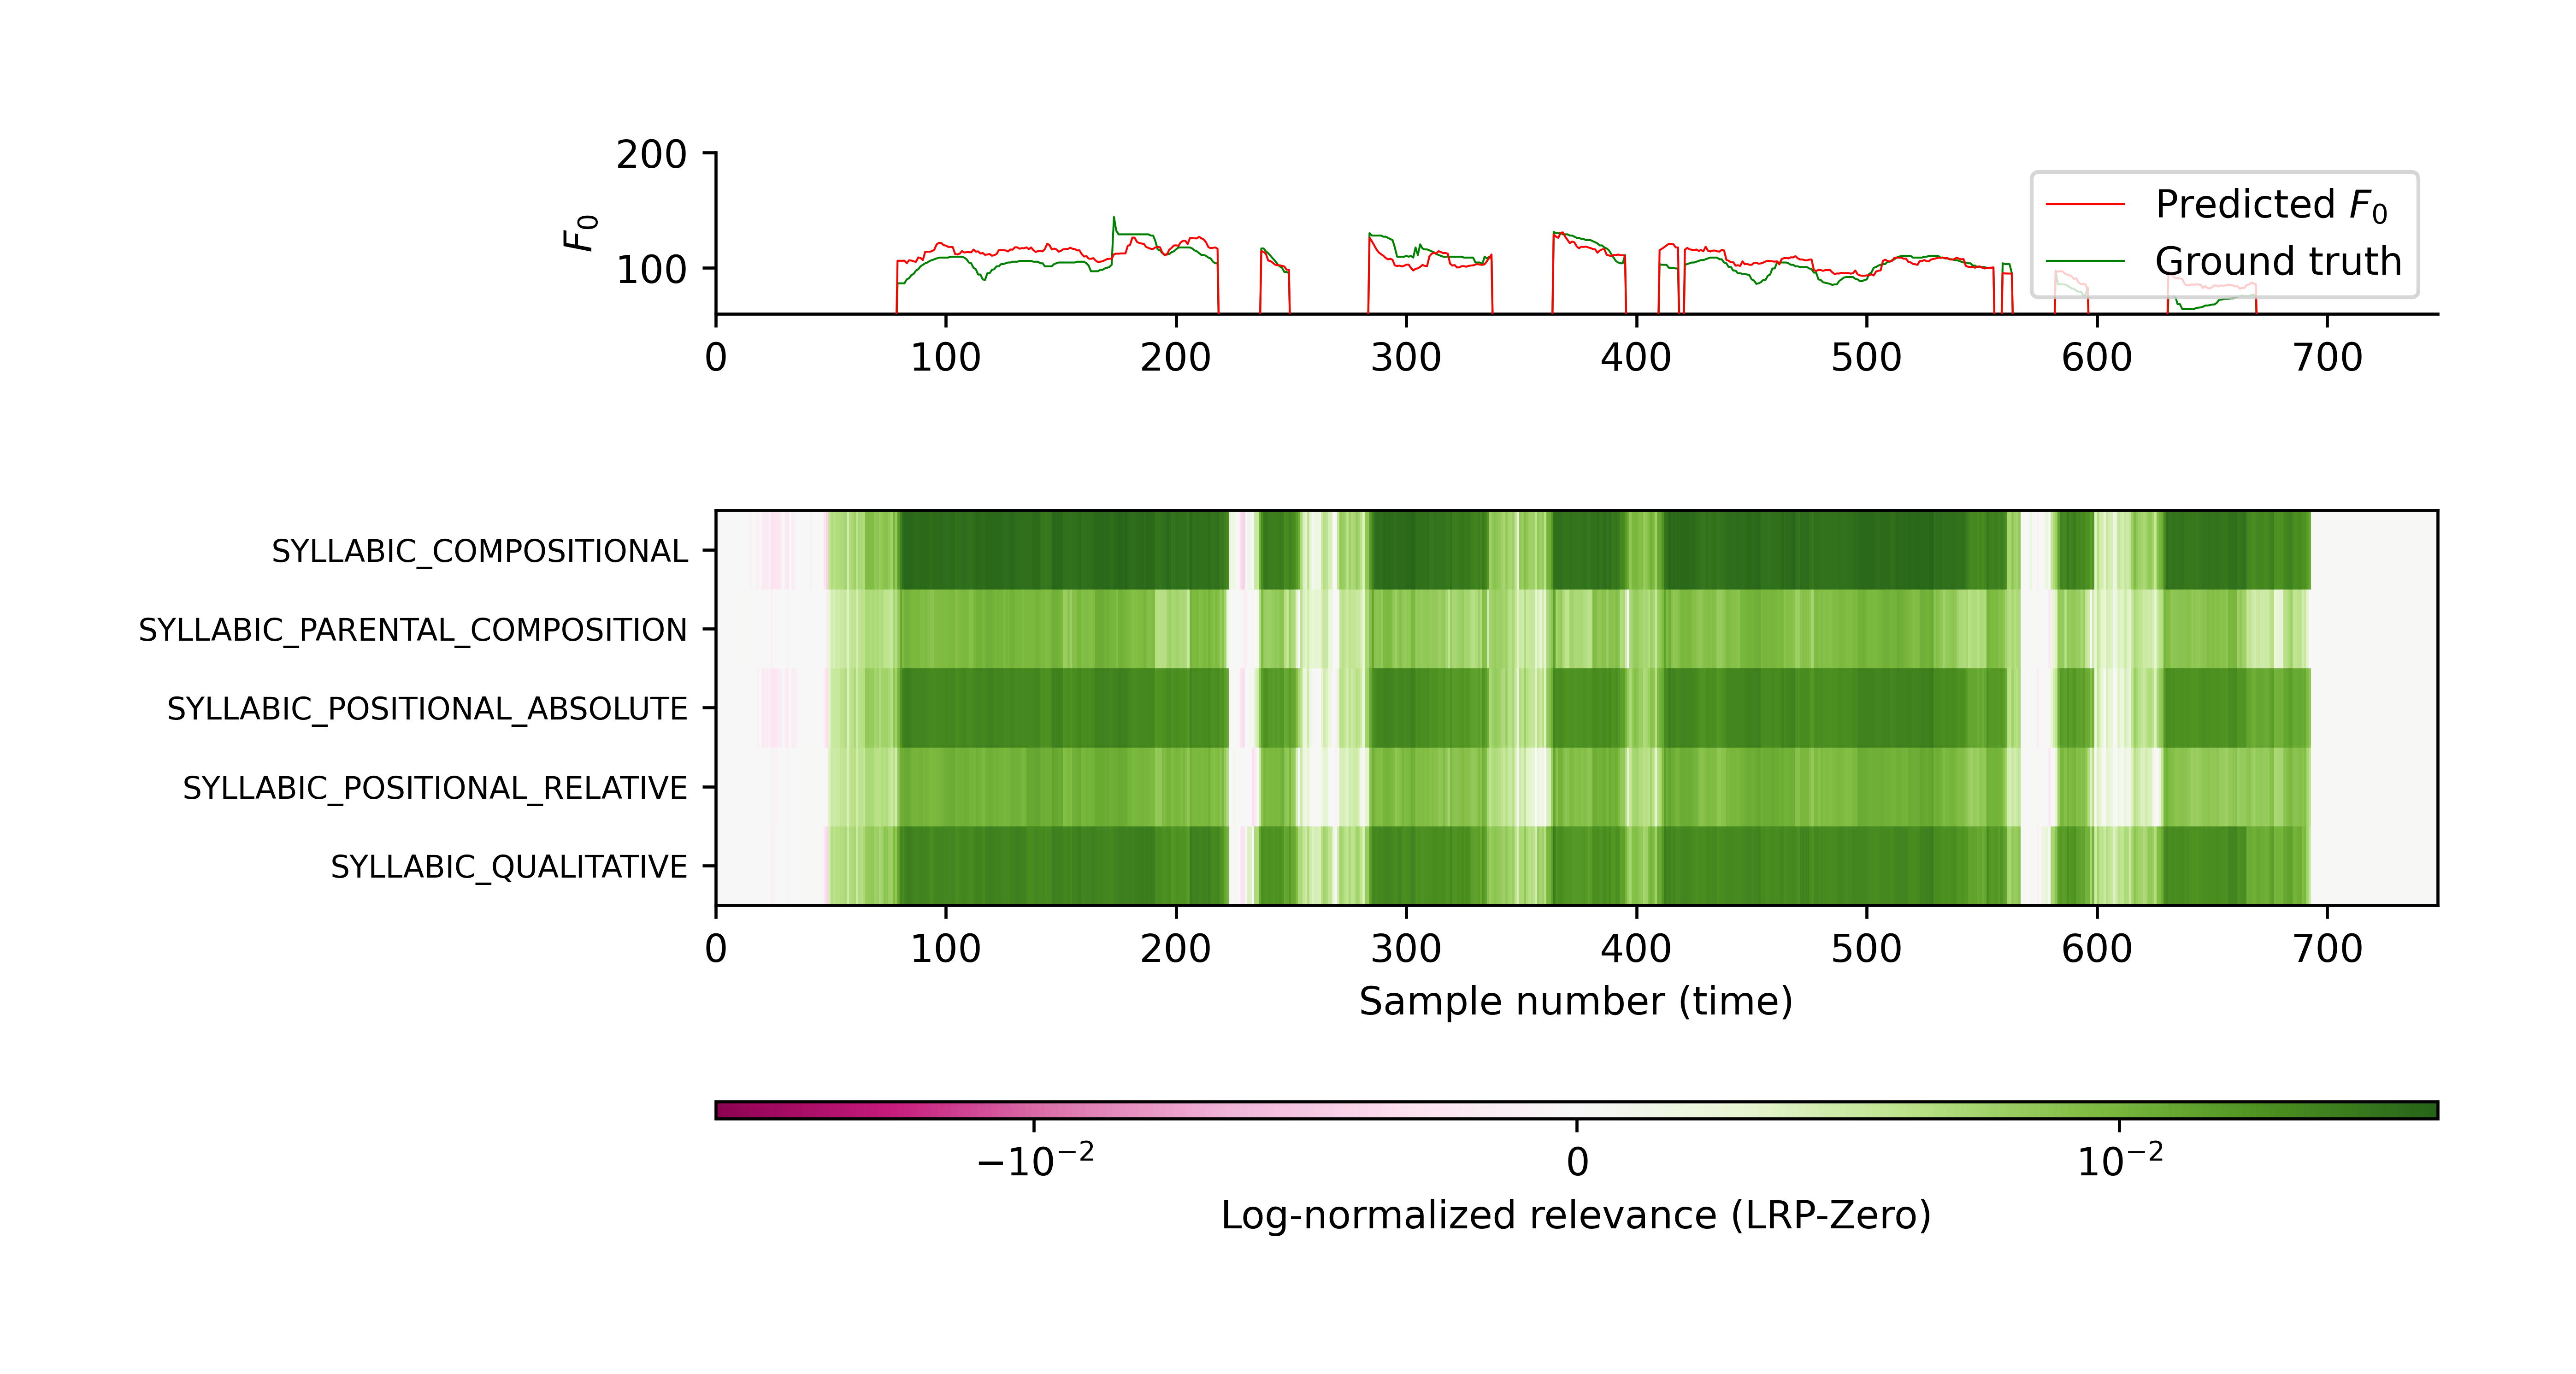 200
100
F₀
Predicted F₀
Ground truth
0 100 200 300 400 500 600 700
SYLLABIC_COMPOSITIONAL
SYLLABIC_PARENTAL_COMPOSITION
SYLLABIC_POSITIONAL_ABSOLUTE
SYLLABIC_POSITIONAL_RELATIVE
SYLLABIC_QUALITATIVE
0 100 200 300 400 500 600 700
Sample number (time)
−10⁻² 0 10⁻²
Log-normalized relevance (LRP-Zero)